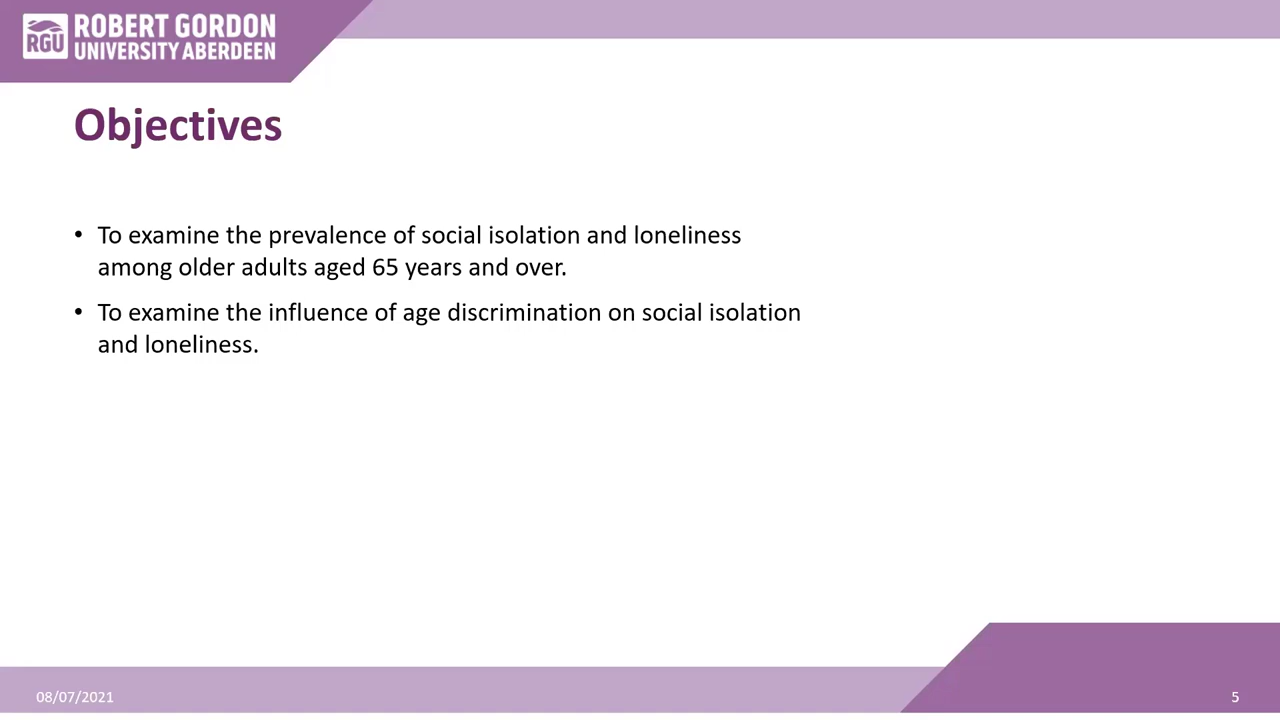 RGU
ROBERT GORDON
UNIVERSITY ABERDEEN
Objectives
• To examine the prevalence of social isolation and loneliness
among older adults aged 65 years and over.
• To examine the influence of age discrimination on social isolation
and loneliness.
08/07/2021
5